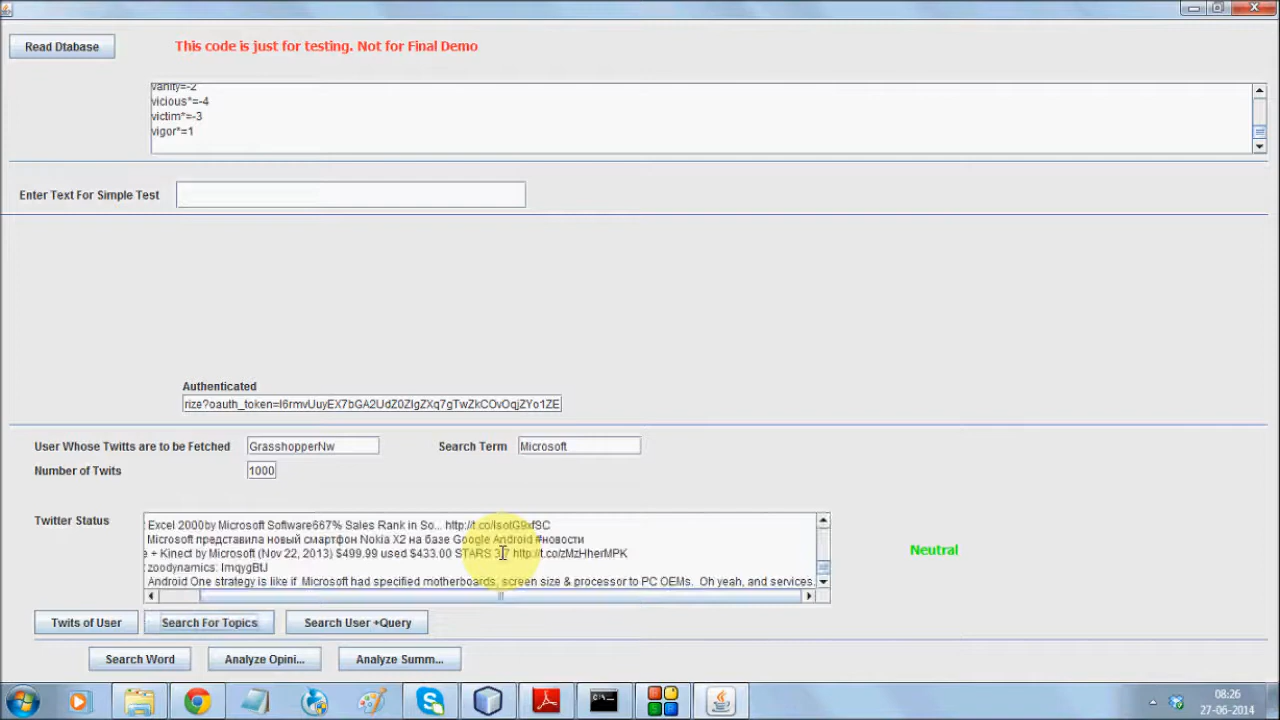 Read Dtabase
This code is just for testing. Not for Final Demo
vanity=-2
vicious*=-4
victim*=-3
vigor*=1
Enter Text For Simple Test
Authenticated
rize?oauth_token=I6rmvUuyEX7bGA2UdZ0ZIgZXq7gTwZkCOvOqjZYo1ZE
User Whose Twitts are to be Fetched
GrasshopperNw
Search Term
Microsoft
Number of Twits
1000
Twitter Status
Excel 2000by Microsoft Software667% Sales Rank in So... http://t.co/IsotG9xfSC
Microsoft представила новый смартфон Nokia X2 на базе Google Android #новости
e + Kinect by Microsoft (Nov 22, 2013) $499.99 used $433.00 STARS http://t.co/zMzHherMPK
zoodynamics: ImqygBtJ
Android One strategy is like if Microsoft had specified motherboards, screen size & processor to PC OEMs. Oh yeah, and services.
Neutral
Twits of User
Search For Topics
Search User +Query
Search Word
Analyze Opini...
Analyze Summ...
08:26
27-06-2014